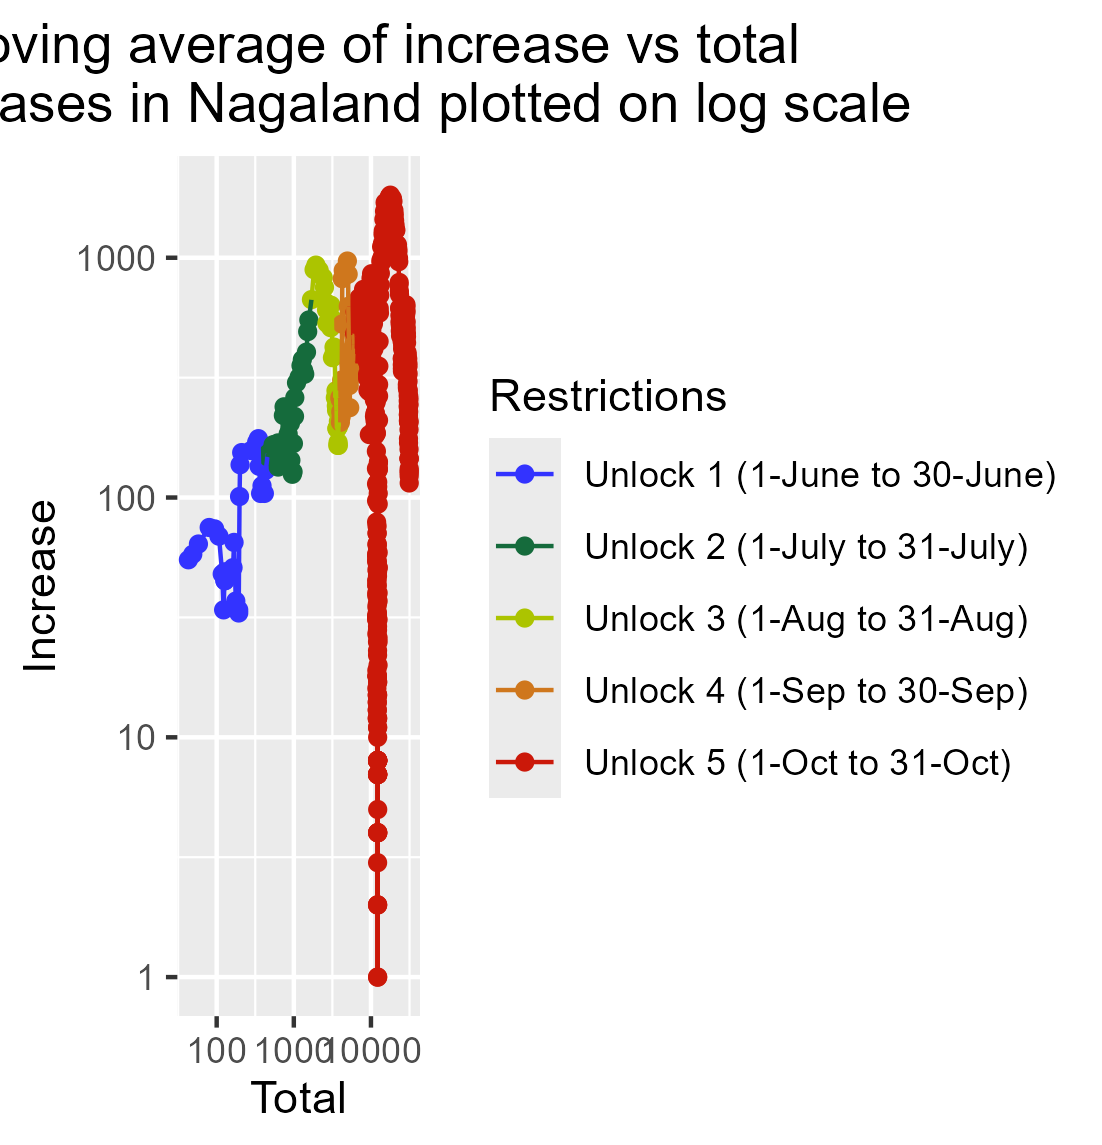 oving average of increase vs total
ases in Nagaland plotted on log scale
1000
100
10
1
Increase
100 1000 10000
Total
Restrictions
Unlock 1 (1-June to 30-June)
Unlock 2 (1-July to 31-July)
Unlock 3 (1-Aug to 31-Aug)
Unlock 4 (1-Sep to 30-Sep)
Unlock 5 (1-Oct to 31-Oct)